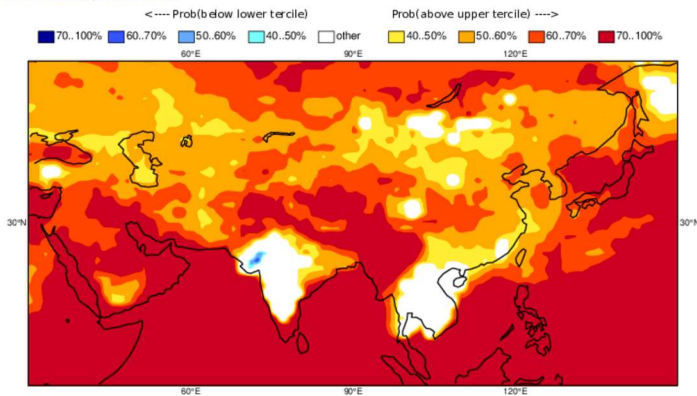 <---- Prob(below lower tercile) Prob(above upper tercile) ---->
70..100% 60..70% 50..60% 40..50% other 40..50% 50..60% 60..70% 70..100%
60°E 90°E 120°E
30°N 30°N
60°E 90°E 120°E